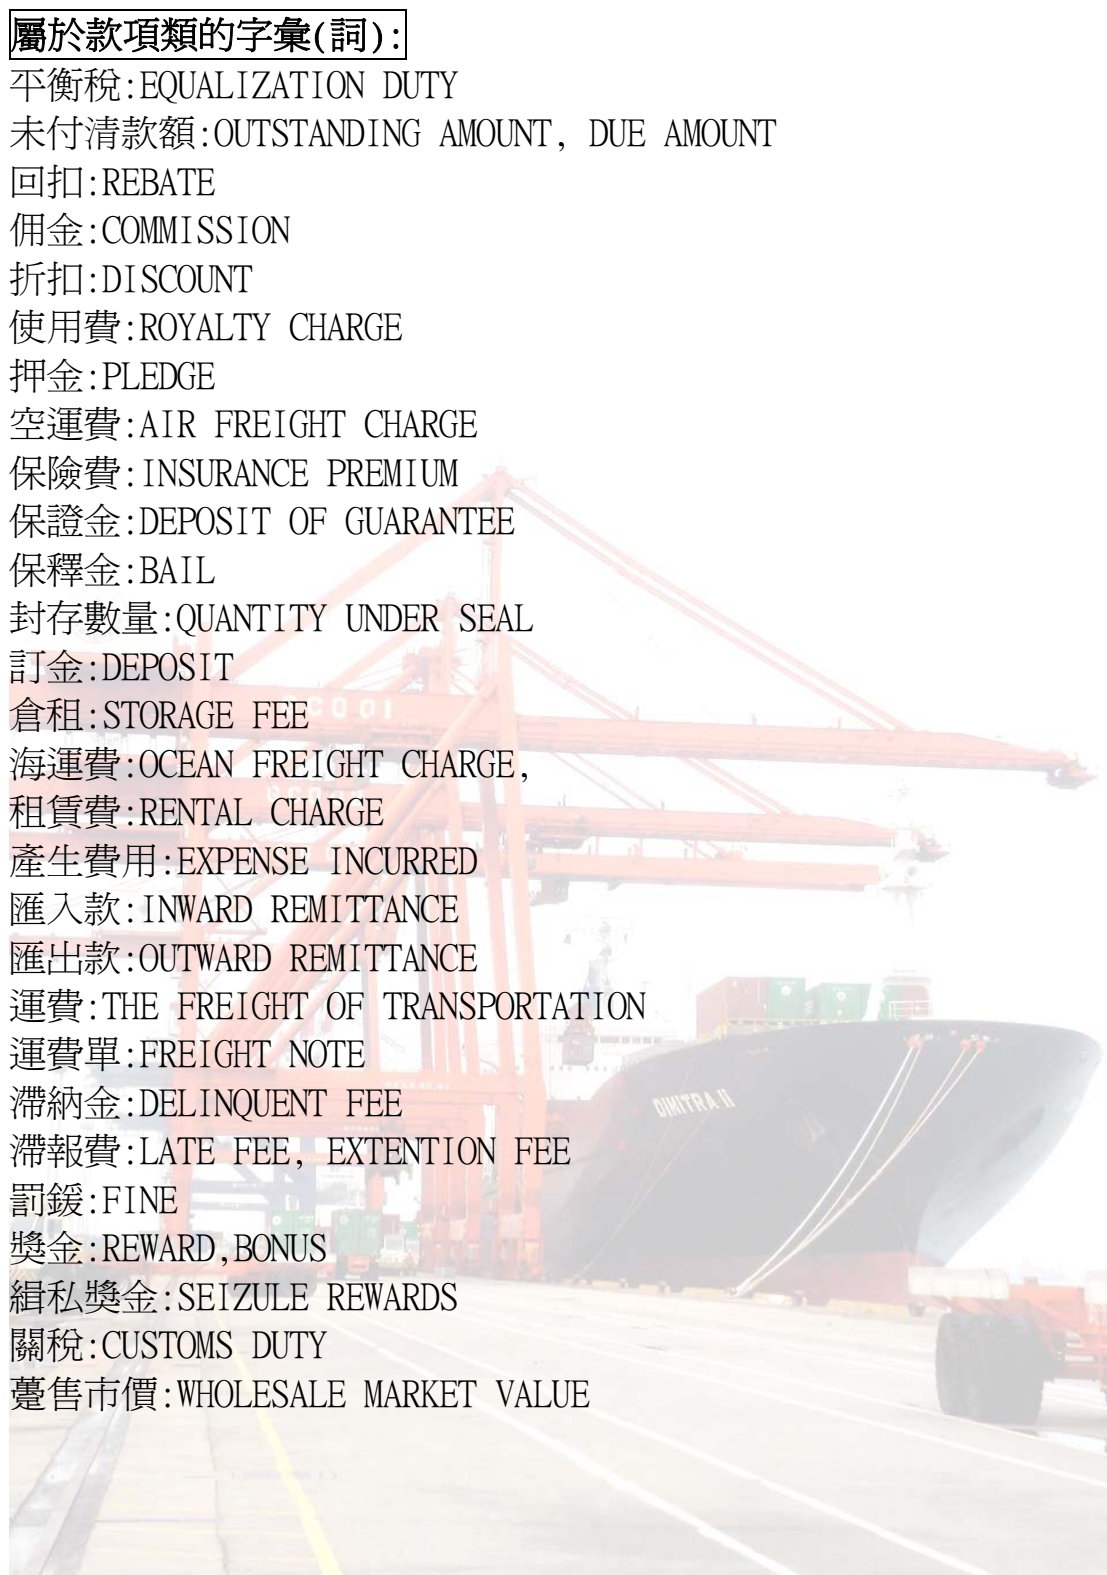 屬於款項類的字彙(詞):
平衡稅:EQUALIZATION DUTY
未付清款額:OUTSTANDING AMOUNT, DUE AMOUNT
回扣:REBATE
佣金:COMMISSION
折扣:DISCOUNT
使用費:ROYALTY CHARGE
押金:PLEDGE
空運費:AIR FREIGHT CHARGE
保險費:INSURANCE PREMIUM
保證金:DEPOSIT OF GUARANTEE
保釋金:BAIL
封存數量:QUANTITY UNDER SEAL
訂金:DEPOSIT
倉租:STORAGE FEE
海運費:OCEAN FREIGHT CHARGE,
租賃費:RENTAL CHARGE
產生費用:EXPENSE INCURRED
匯入款:INWARD REMITTANCE
匯出款:OUTWARD REMITTANCE
運費:THE FREIGHT OF TRANSPORTATION
運費單:FREIGHT NOTE
滯納金:DELINQUENT FEE
滯報費:LATE FEE, EXTENTION FEE
罰鍰:FINE
獎金:REWARD,BONUS
緝私獎金:SEIZULE REWARDS
關稅:CUSTOMS DUTY
躉售市價:WHOLESALE MARKET VALUE